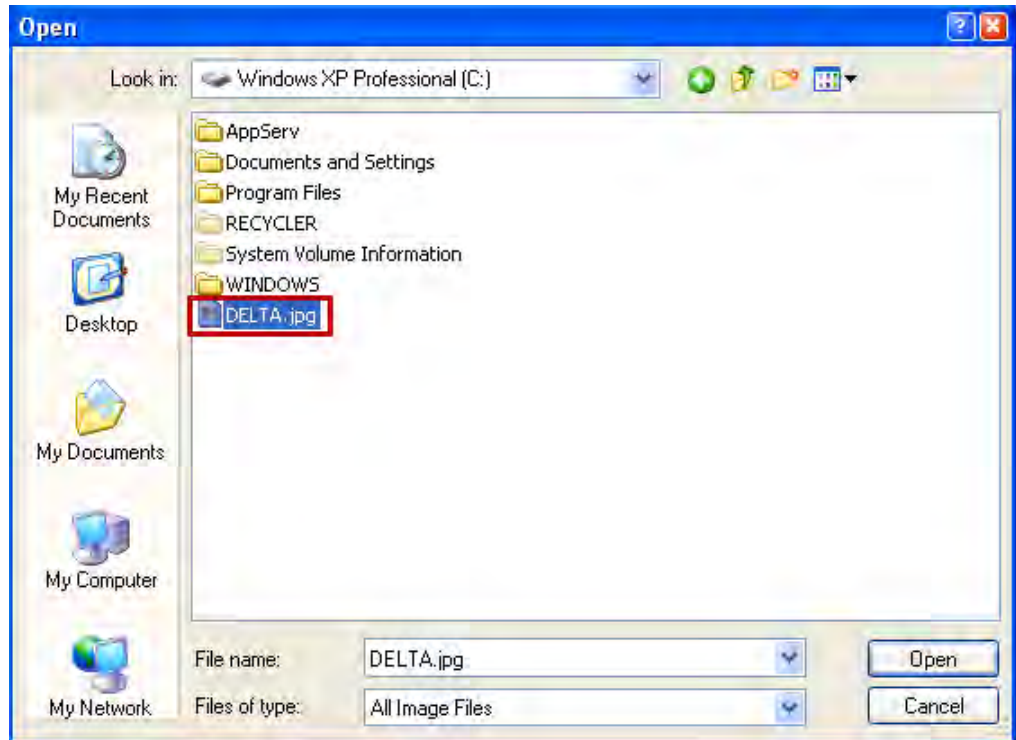 Open
Look in:
Windows XP Professional (C:)
My Recent
Documents
Desktop
My Documents
My Computer
My Network
AppServ
Documents and Settings
Program Files
RECYCLER
System Volume Information
WINDOWS
DELTA.jpg
File name:
DELTA.jpg
Open
Files of type:
All Image Files
Cancel